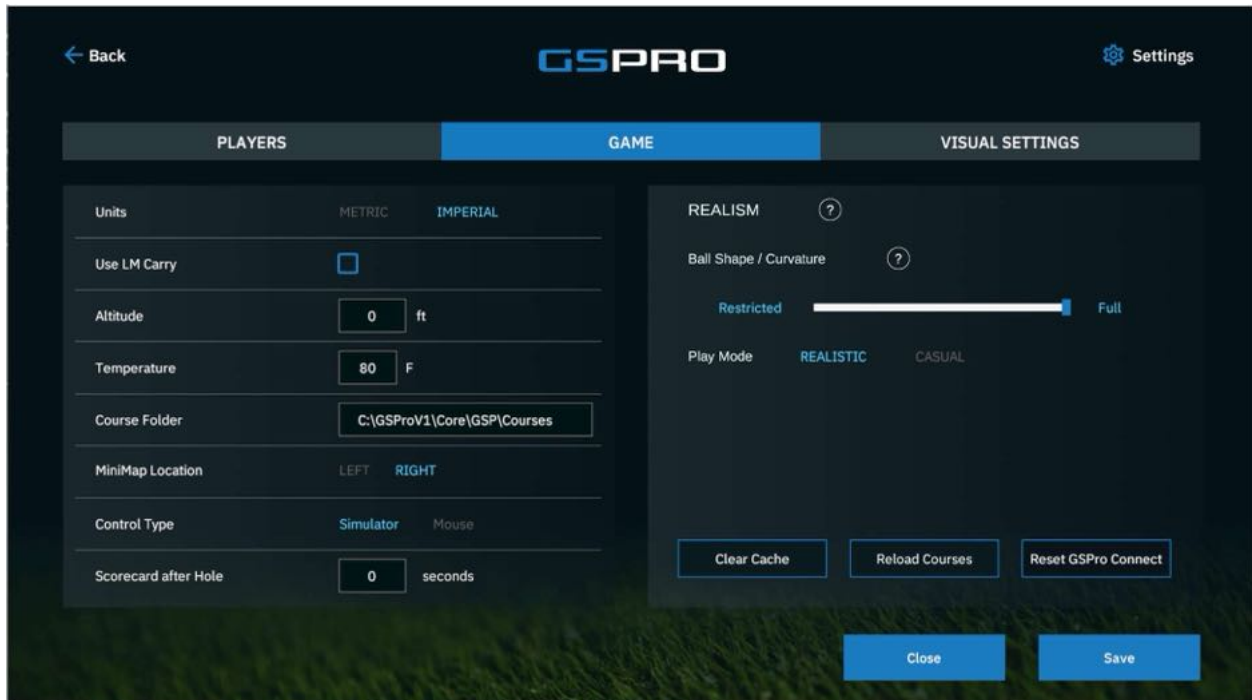 Back
GSPRO
Settings
PLAYERS
GAME
VISUAL SETTINGS
Units METRIC IMPERIAL
Use LM Carry
Altitude 0 ft
Temperature 80 F
Course Folder C:\GSProV1\Core\GSP\Courses
MiniMap Location LEFT RIGHT
Control Type Simulator Mouse
Scorecard after Hole 0 seconds
REALISM ?
Ball Shape / Curvature ?
Restricted Full
Play Mode REALISTIC CASUAL
Clear Cache
Reload Courses
Reset GSPro Connect
Close
Save